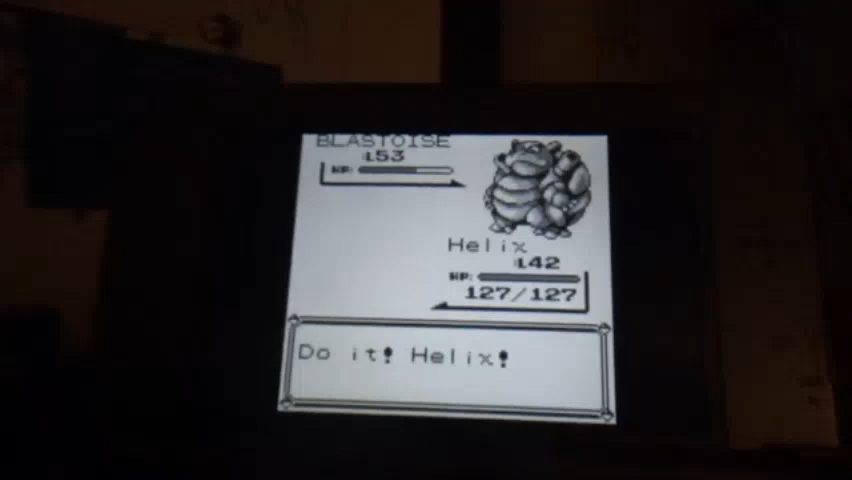 BLASTOISE
:L53
HP:
Helix
:L42
HP:
127/127
Do it! Helix!